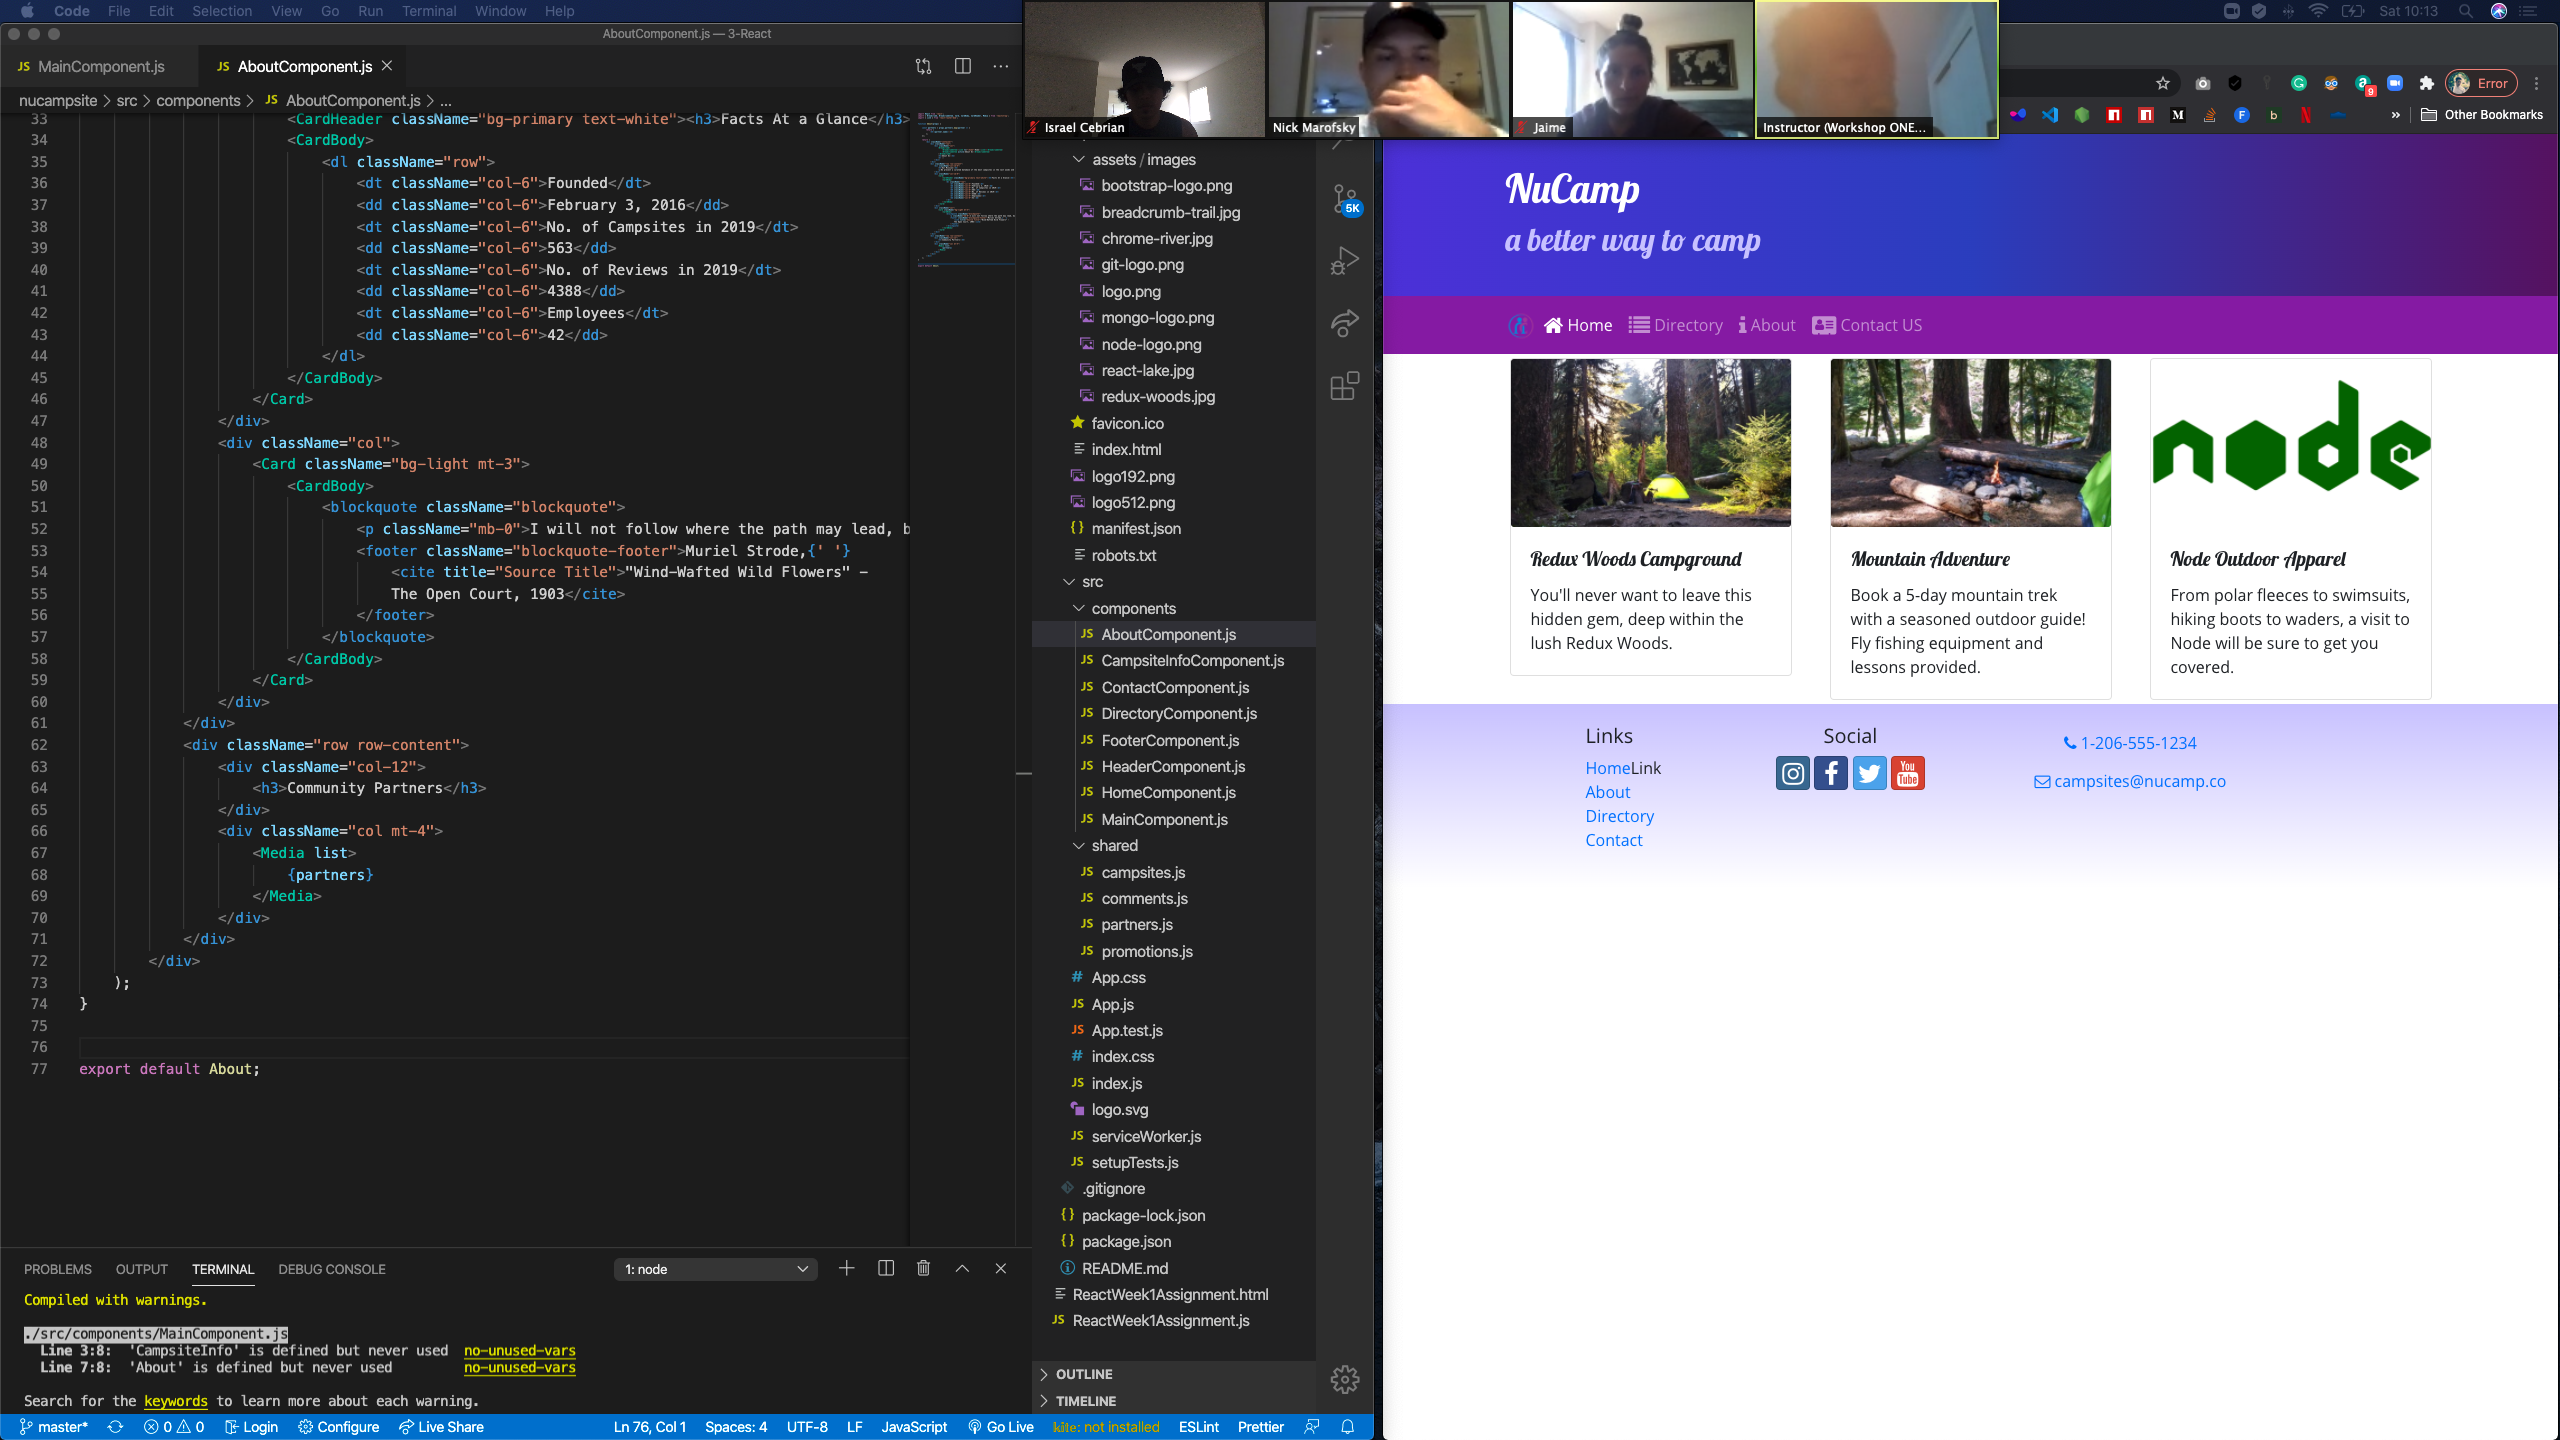 Code File Edit Selection View Go Run Terminal Window Help
Sat 10:13
AboutComponent.js — 3-React
JS MainComponent.js
JS AboutComponent.js
nucampsite > src > components > JS AboutComponent.js > ...
33 <CardHeader className="bg-primary text-white"><h3>Facts At a Glance</h3>
34 <CardBody>
35 <dl className="row">
36 <dt className="col-6">Founded</dt>
37 <dd className="col-6">February 3, 2016</dd>
38 <dt className="col-6">No. of Campsites in 2019</dt>
39 <dd className="col-6">563</dd>
40 <dt className="col-6">No. of Reviews in 2019</dt>
41 <dd className="col-6">4388</dd>
42 <dt className="col-6">Employees</dt>
43 <dd className="col-6">42</dd>
44 </dl>
45 </CardBody>
46 </Card>
47 </div>
48 <div className="col">
49 <Card className="bg-light mt-3">
50 <CardBody>
51 <blockquote className="blockquote">
52 <p className="mb-0">I will not follow where the path may lead, b
53 <footer className="blockquote-footer">Muriel Strode,{' '}
54 <cite title="Source Title">"Wind-Wafted Wild Flowers" -
55 The Open Court, 1903</cite>
56 </footer>
57 </blockquote>
58 </CardBody>
59 </Card>
60 </div>
61 </div>
62 <div className="row row-content">
63 <div className="col-12">
64 <h3>Community Partners</h3>
65 </div>
66 <div className="col mt-4">
67 <Media list>
68 {partners}
69 </Media>
70 </div>
71 </div>
72 </div>
73 );
74 }
75
76
77 export default About;
PROBLEMS OUTPUT TERMINAL DEBUG CONSOLE
1: node
Compiled with warnings.
./src/components/MainComponent.js
Line 3:8: 'CampsiteInfo' is defined but never used no-unused-vars
Line 7:8: 'About' is defined but never used no-unused-vars
Search for the keywords to learn more about each warning.
master* 0 0 Login Configure Live Share Ln 76, Col 1 Spaces: 4 UTF-8 LF JavaScript Go Live kite: not installed ESLint Prettier
Israel Cebrian
Nick Marofsky
Jaime
Instructor (Workshop ONE...
assets / images
bootstrap-logo.png
breadcrumb-trail.jpg
chrome-river.jpg
git-logo.png
logo.png
mongo-logo.png
node-logo.png
react-lake.jpg
redux-woods.jpg
favicon.ico
index.html
logo192.png
logo512.png
{} manifest.json
robots.txt
src
components
JS AboutComponent.js
JS CampsiteInfoComponent.js
JS ContactComponent.js
JS DirectoryComponent.js
JS FooterComponent.js
JS HeaderComponent.js
JS HomeComponent.js
JS MainComponent.js
shared
JS campsites.js
JS comments.js
JS partners.js
JS promotions.js
# App.css
JS App.js
JS App.test.js
# index.css
JS index.js
logo.svg
JS serviceWorker.js
JS setupTests.js
.gitignore
{} package-lock.json
{} package.json
README.md
ReactWeek1Assignment.html
JS ReactWeek1Assignment.js
OUTLINE
TIMELINE
5K
9
Error
M F b N » Other Bookmarks
NuCamp
a better way to camp
Home Directory About Contact US
node
Redux Woods Campground
You'll never want to leave this
hidden gem, deep within the
lush Redux Woods.
Mountain Adventure
Book a 5-day mountain trek
with a seasoned outdoor guide!
Fly fishing equipment and
lessons provided.
Node Outdoor Apparel
From polar fleeces to swimsuits,
hiking boots to waders, a visit to
Node will be sure to get you
covered.
Links
HomeLink
About
Directory
Contact
Social
You Tube
1-206-555-1234
campsites@nucamp.co